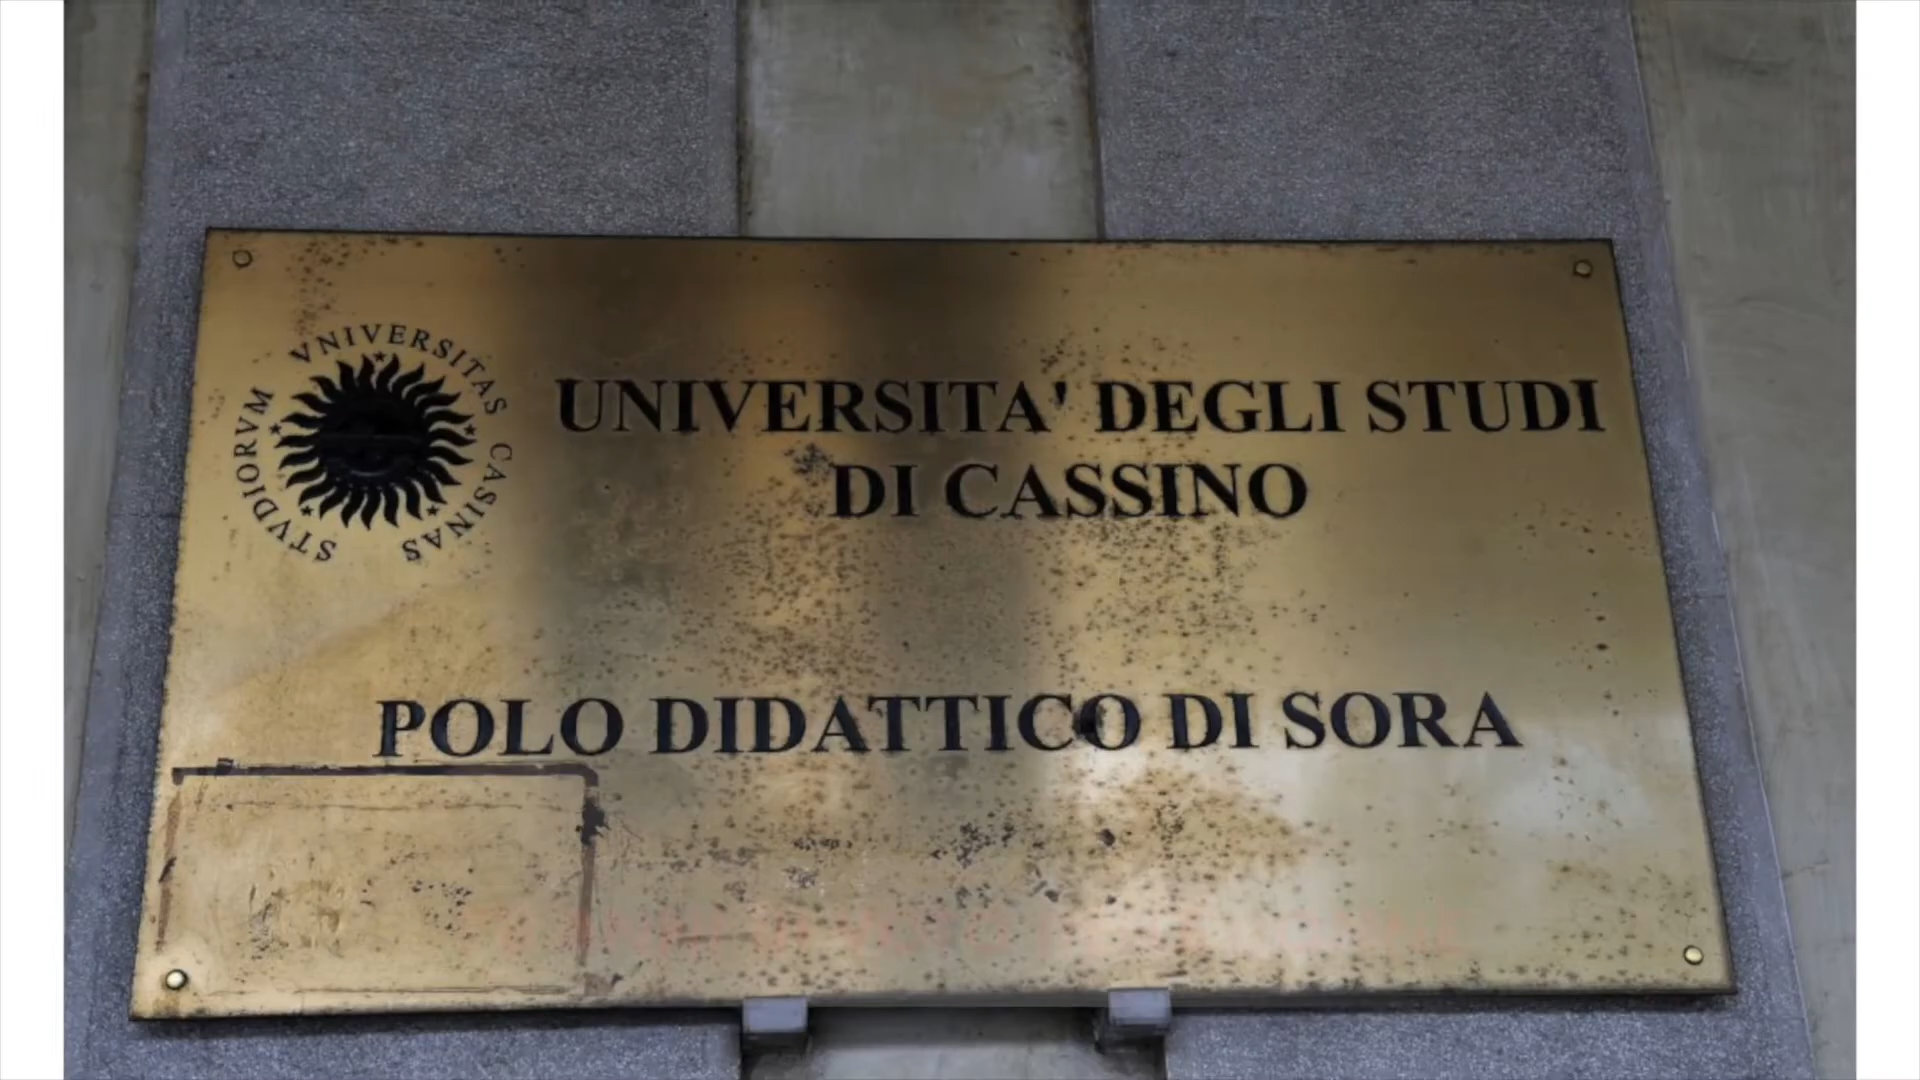 VNIVERSITAS CASINAS STVDIORVM
UNIVERSITA' DEGLI STUDI
DI CASSINO
POLO DIDATTICO DI SORA